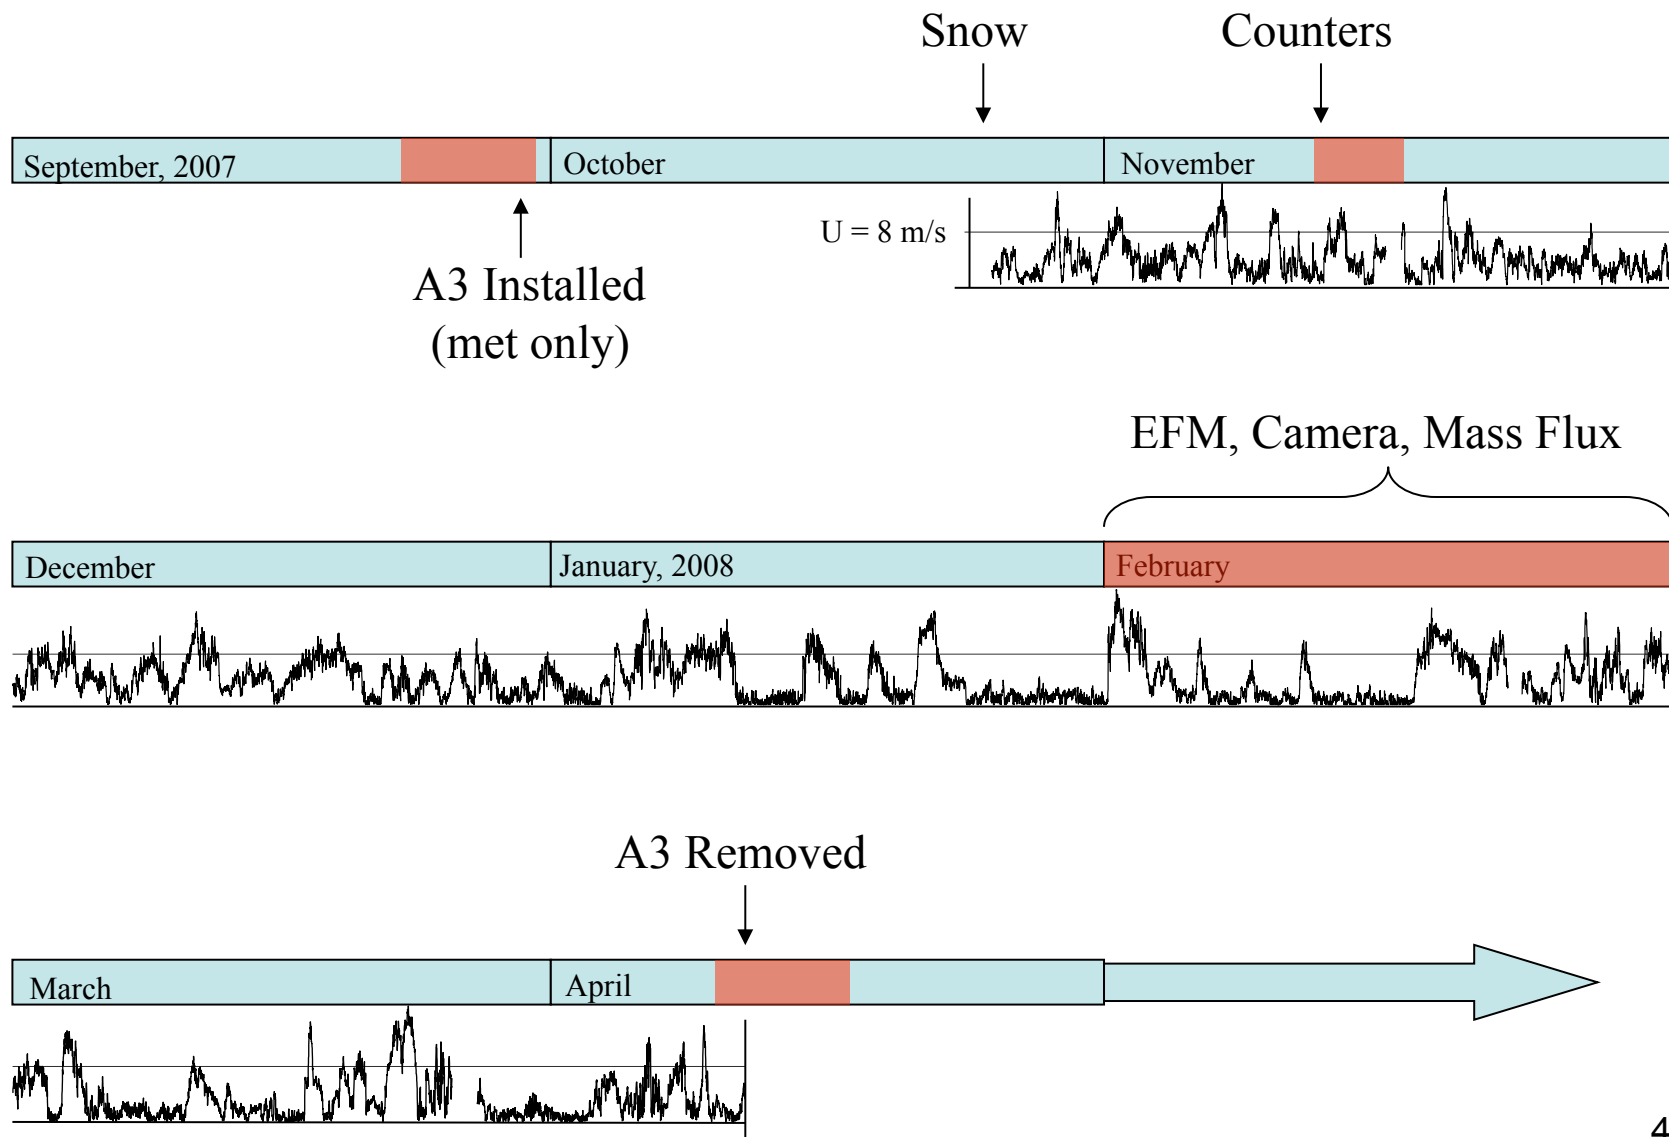 Snow
Counters
September, 2007
October
November
U = 8 m/s
A3 Installed
(met only)
EFM, Camera, Mass Flux
December
January, 2008
February
A3 Removed
March
April
4